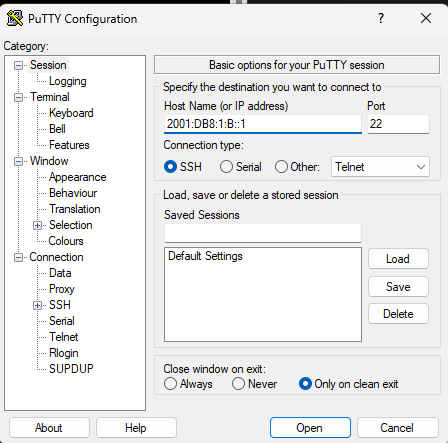 PuTTY Configuration
?
Category:
Session
Logging
Terminal
Keyboard
Bell
Features
Window
Appearance
Behaviour
Translation
Selection
Colours
Connection
Data
Proxy
SSH
Serial
Telnet
Rlogin
SUPDUP
Basic options for your PuTTY session
Specify the destination you want to connect to
Host Name (or IP address) Port
2001:DB8:1:B::1 22
Connection type:
SSH Serial Other: Telnet
Load, save or delete a stored session
Saved Sessions
Default Settings
Load
Save
Delete
Close window on exit:
Always Never Only on clean exit
About Help Open Cancel